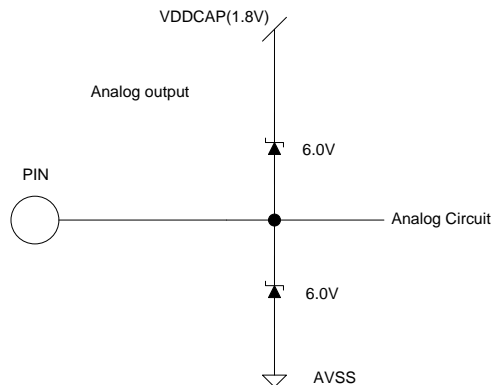 VDDCAP(1.8V)
Analog output
6.0V
PIN
Analog Circuit
6.0V
AVSS